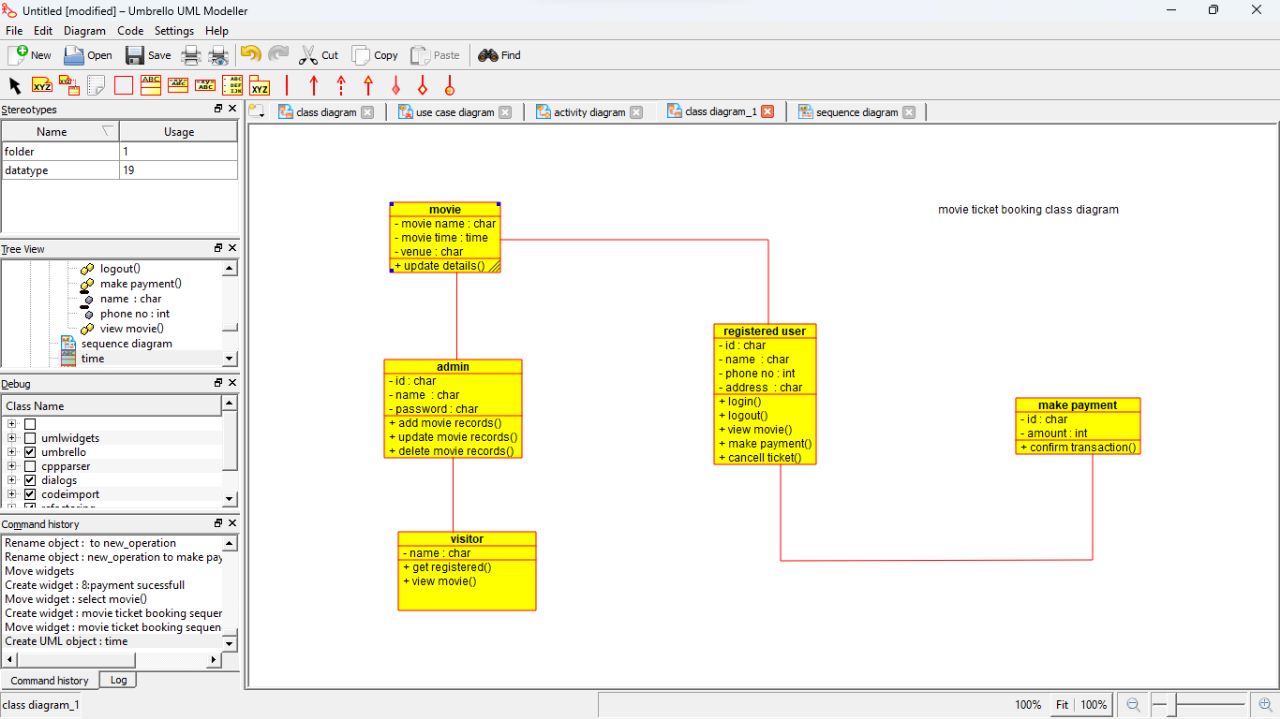 Untitled [modified] – Umbrello UML Modeller
File Edit Diagram Code Settings Help
New Open Save Cut Copy Paste Find
XYZ
ABC
XYZ
class diagram use case diagram activity diagram class diagram_1 sequence diagram
Stereotypes
Name Usage
folder 1
datatype 19
Tree View
logout()
make payment()
name : char
phone no : int
view movie()
sequence diagram
time
Debug
Class Name
umlwidgets
umbrello
cppparser
dialogs
codeimport
Command history
Rename object : to new_operation
Rename object : new_operation to make pay
Move widgets
Create widget : 8:payment sucessfull
Move widget : select movie()
Create widget : movie ticket booking sequer
Move widget : movie ticket booking sequen
Create UML object : time
Command history Log
movie ticket booking class diagram
movie
- movie name : char
- movie time : time
- venue : char
+ update details()
admin
- id : char
- name : char
- password : char
+ add movie records()
+ update movie records()
+ delete movie records()
visitor
- name : char
+ get registered()
+ view movie()
registered user
- id : char
- name : char
- phone no : int
- address : char
+ login()
+ logout()
+ view movie()
+ make payment()
+ cancell ticket()
make payment
- id : char
- amount : int
+ confirm transaction()
class diagram_1
100% Fit 100%